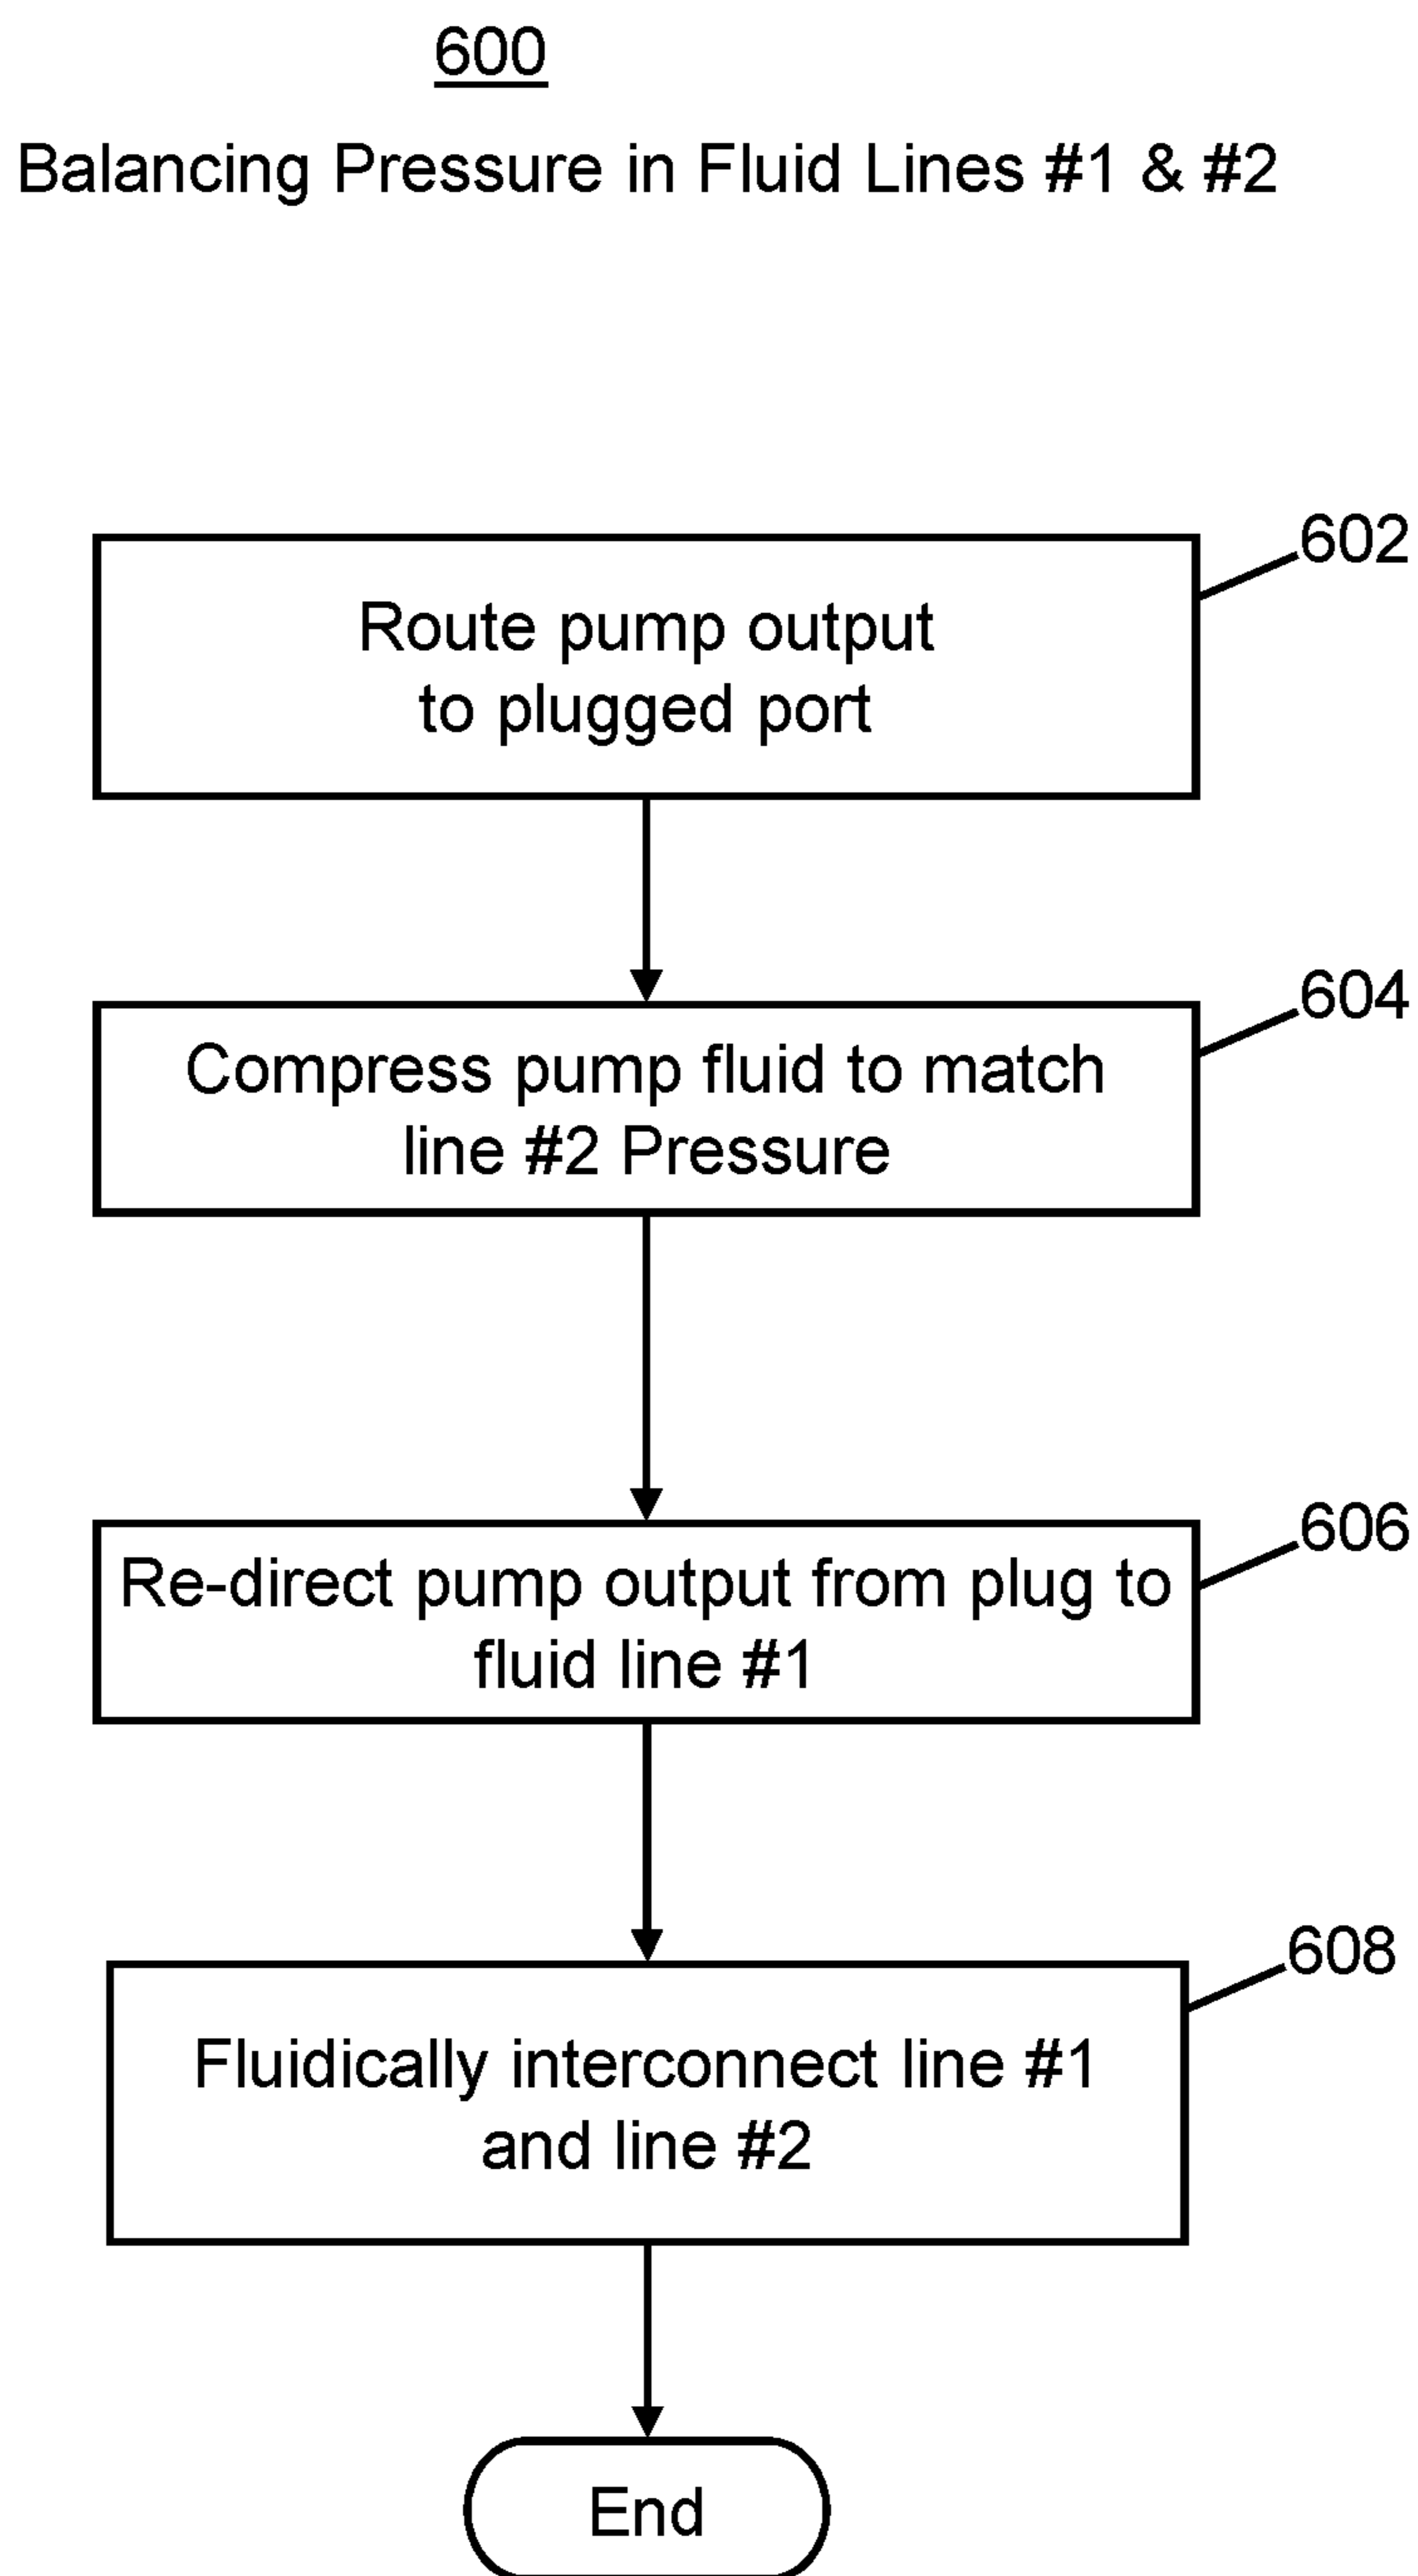 600
Balancing Pressure in Fluid Lines #1 & #2
602
Route pump output
to plugged port
604
Compress pump fluid to match
line #2 Pressure
606
Re-direct pump output from plug to
fluid line #1
608
Fluidically interconnect line #1
and line #2
End